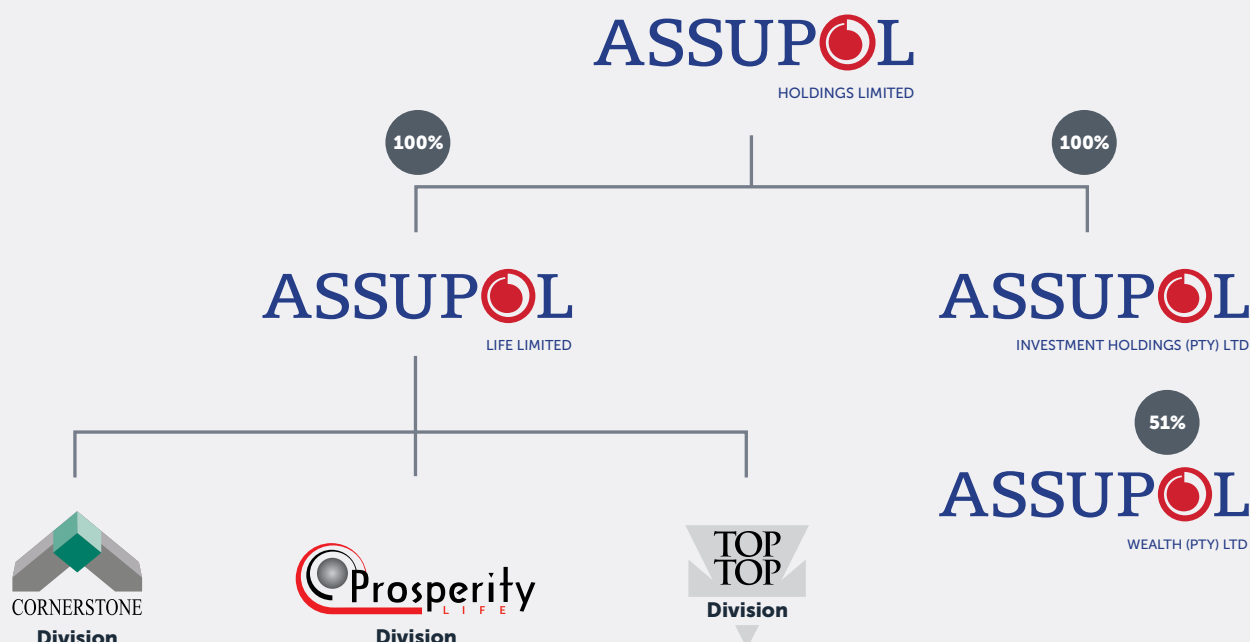 ASSUPOL
HOLDINGS LIMITED
100%
100%
ASSUPOL
LIFE LIMITED
ASSUPOL
INVESTMENT HOLDINGS (PTY) LTD
51%
ASSUPOL
WEALTH (PTY) LTD
CORNERSTONE
Division
Prosperity
LIFE
Division
TOP
TOP
Division